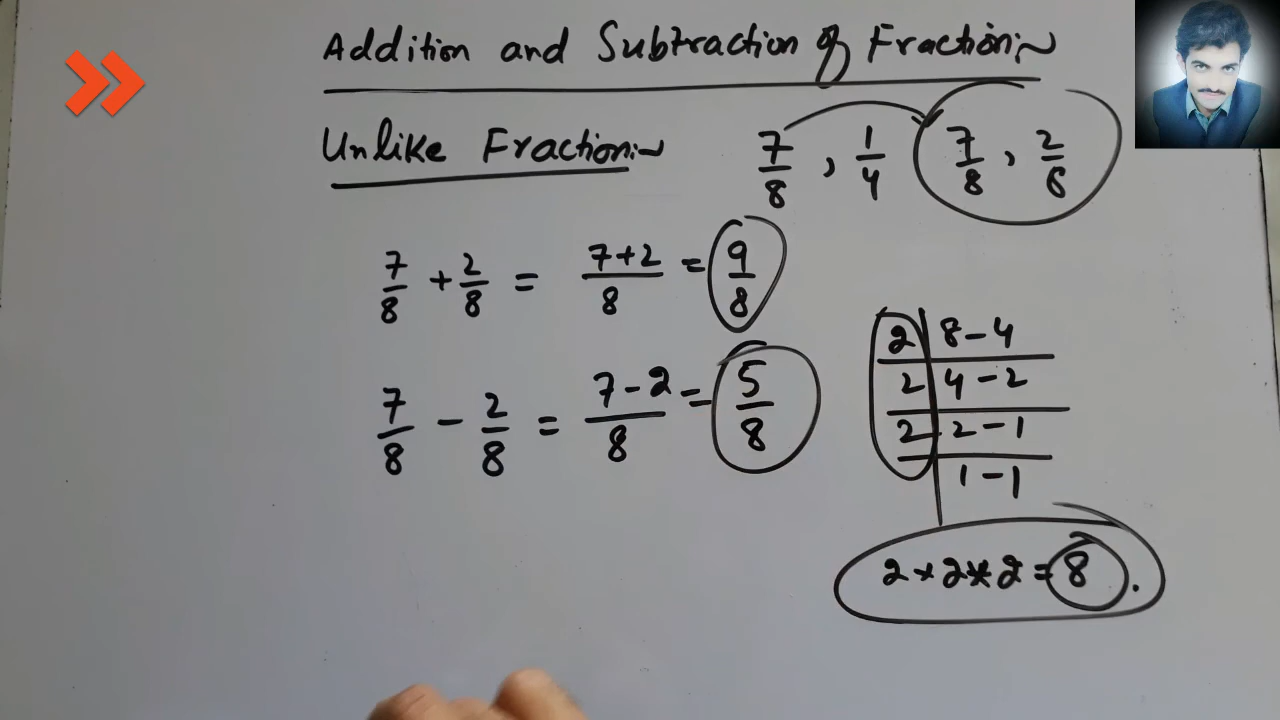 Addition and Subtraction of Fraction:~
Unlike Fraction:~
7/8 , 1/4 7/8 , 2/8
7/8 + 2/8 = 7+2/8 = 9/8
7/8 - 2/8 = 7-2/8 = 5/8
2 | 8 - 4
2 | 4 - 2
2 | 2 - 1
1 - 1
2 × 2 × 2 = 8 .